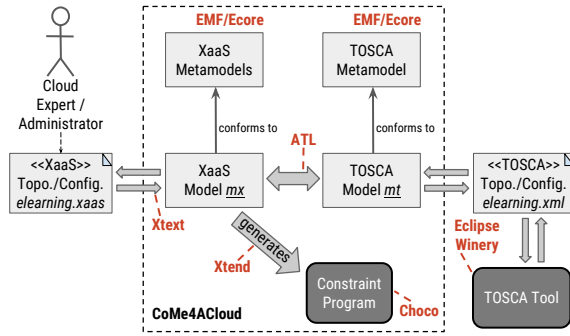 EMF/Ecore
EMF/Ecore
XaaS
Metamodels
TOSCA
Metamodel
Cloud
Expert /
Administrator
conforms to
conforms to
ATL
<<XaaS>>
Topo./Config.
elearning.xaas
XaaS
Model mx
TOSCA
Model mt
<<TOSCA>>
Topo./Config.
elearning.xml
Xtext
generates
Xtend
Eclipse
Winery
Constraint
Program
Choco
TOSCA Tool
CoMe4ACloud